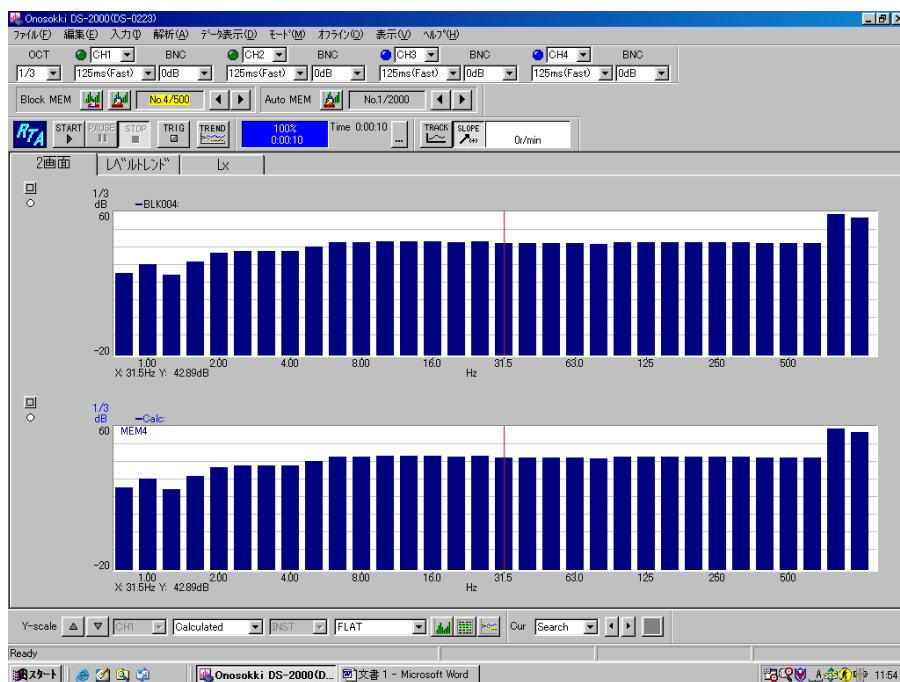 Onosokki DS-2000(DS-0223)
ファイル(F) 編集(E) 入力(I) 解析(A) データ表示(D) モード(M) オフライン(O) 表示(V) ヘルプ(H)
OCT CH1 BNC CH2 BNC CH3 BNC CH4 BNC
1/3 125ms(Fast) 0dB 125ms(Fast) 0dB 125ms(Fast) 0dB 125ms(Fast) 0dB
Block MEM No.4/500 Auto MEM No.1/2000
RTA START PAUSE STOP TRIG TREND 100% 0:00:10 Time 0:00:10 ... TRACK SLOPE (+) 0r/min
2画面 レベルトレンド Lx
1/3
dB BLK004:
60
-20
1.00 2.00 4.00 8.00 16.0 31.5 63.0 125 250 500
X: 31.5Hz Y: 42.89dB Hz
1/3
dB Calc:
60 MEM4
-20
1.00 2.00 4.00 8.00 16.0 31.5 63.0 125 250 500
X: 31.5Hz Y: 42.89dB Hz
Y-scale CH1 Calculated INST FLAT Cur Search
Ready
スタート Onosokki DS-2000(D... 文書 1 - Microsoft Word 11:54